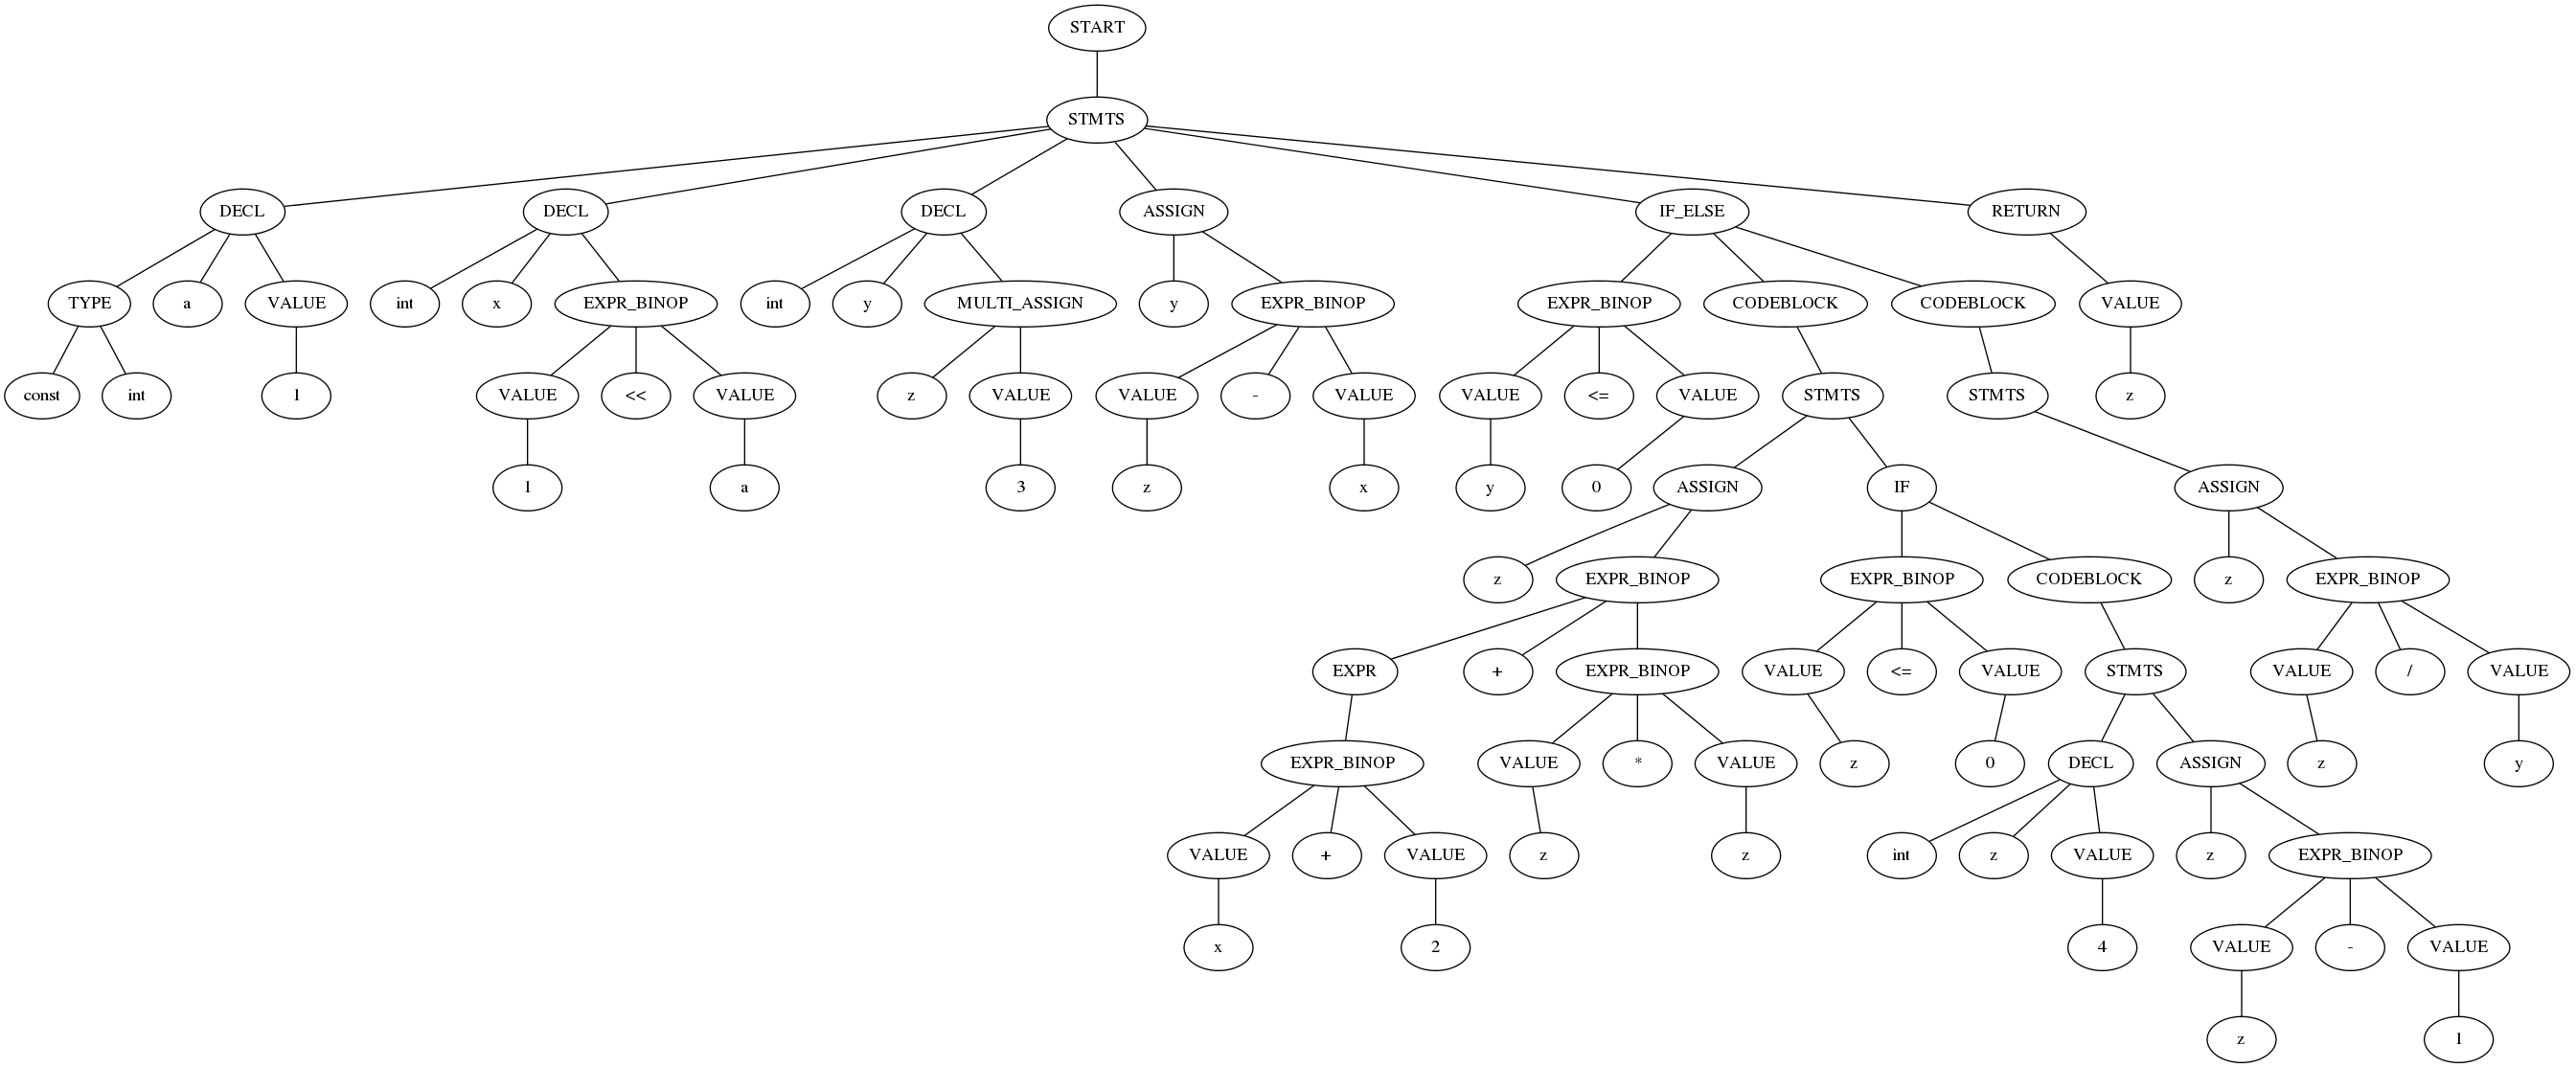 START
STMTS
DECL DECL DECL ASSIGN IF_ELSE RETURN
TYPE a VALUE int x EXPR_BINOP int y MULTI_ASSIGN y EXPR_BINOP EXPR_BINOP CODEBLOCK CODEBLOCK VALUE
const int 1 VALUE << VALUE z VALUE VALUE - VALUE VALUE <= VALUE STMTS STMTS z
1 a 3 z x y 0 ASSIGN IF ASSIGN
z EXPR_BINOP EXPR_BINOP CODEBLOCK z EXPR_BINOP
EXPR + EXPR_BINOP VALUE <= VALUE STMTS VALUE / VALUE
EXPR_BINOP VALUE * VALUE z 0 DECL ASSIGN z y
VALUE + VALUE z z int z VALUE z EXPR_BINOP
x 2 4 VALUE - VALUE
z 1